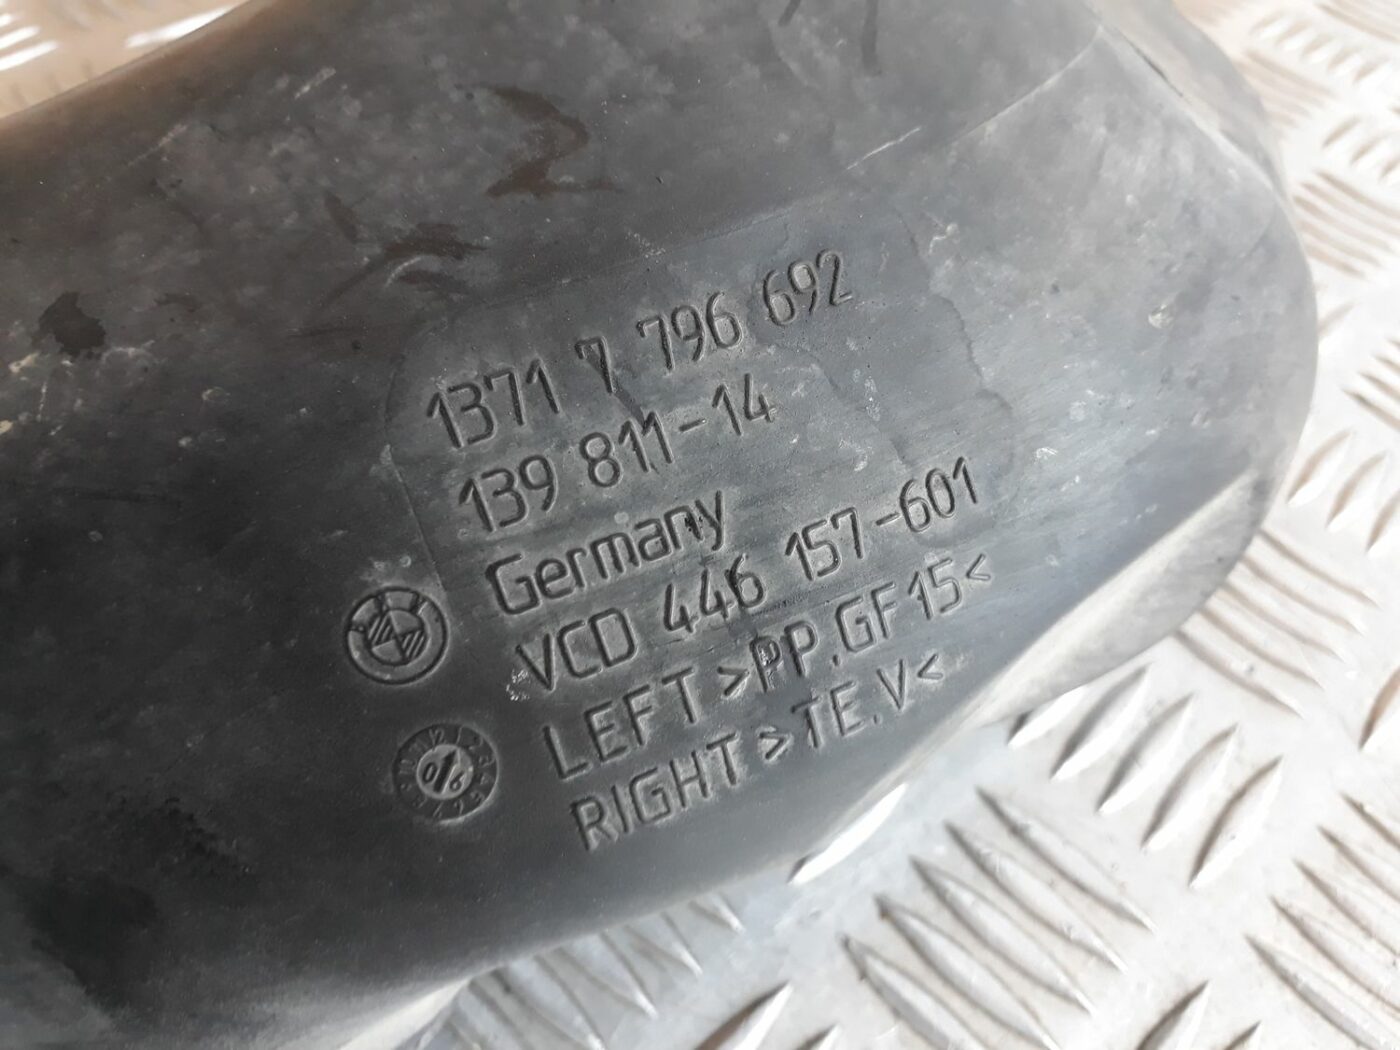 1371 7 796 692
139 811-14
Germany
VCD 446 157-601
LEFT >PP.GF15<
RIGHT >TE.V<